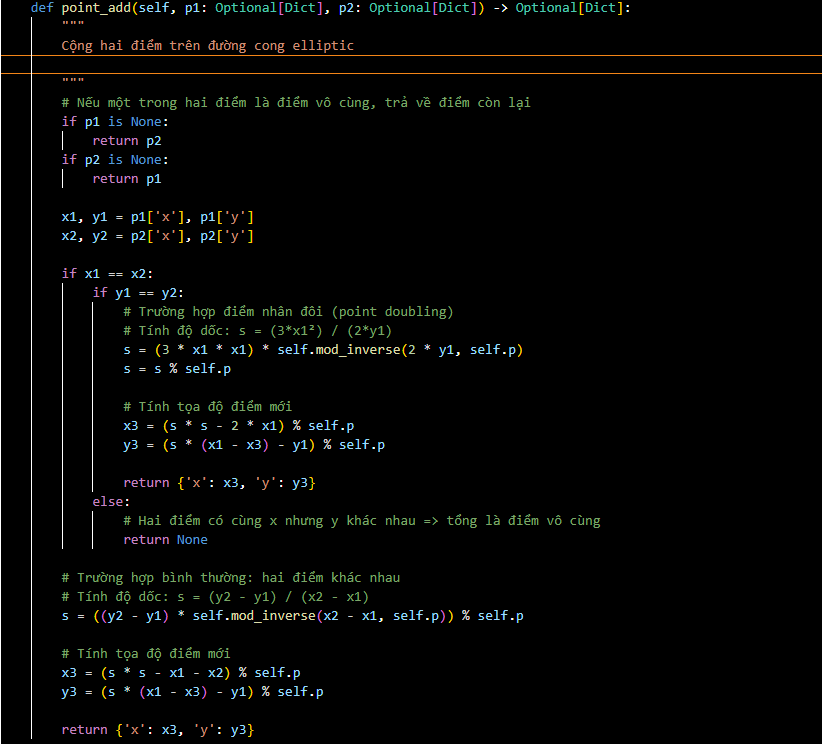 def point_add(self, p1: Optional[Dict], p2: Optional[Dict]) -> Optional[Dict]:
"""
Cộng hai điểm trên đường cong elliptic
"""
# Nếu một trong hai điểm là điểm vô cùng, trả về điểm còn lại
if p1 is None:
return p2
if p2 is None:
return p1
x1, y1 = p1['x'], p1['y']
x2, y2 = p2['x'], p2['y']
if x1 == x2:
if y1 == y2:
# Trường hợp điểm nhân đôi (point doubling)
# Tính độ dốc: s = (3*x1²) / (2*y1)
s = (3 * x1 * x1) * self.mod_inverse(2 * y1, self.p)
s = s % self.p
# Tính tọa độ điểm mới
x3 = (s * s - 2 * x1) % self.p
y3 = (s * (x1 - x3) - y1) % self.p
return {'x': x3, 'y': y3}
else:
# Hai điểm có cùng x nhưng y khác nhau => tổng là điểm vô cùng
return None
# Trường hợp bình thường: hai điểm khác nhau
# Tính độ dốc: s = (y2 - y1) / (x2 - x1)
s = ((y2 - y1) * self.mod_inverse(x2 - x1, self.p)) % self.p
# Tính tọa độ điểm mới
x3 = (s * s - x1 - x2) % self.p
y3 = (s * (x1 - x3) - y1) % self.p
return {'x': x3, 'y': y3}